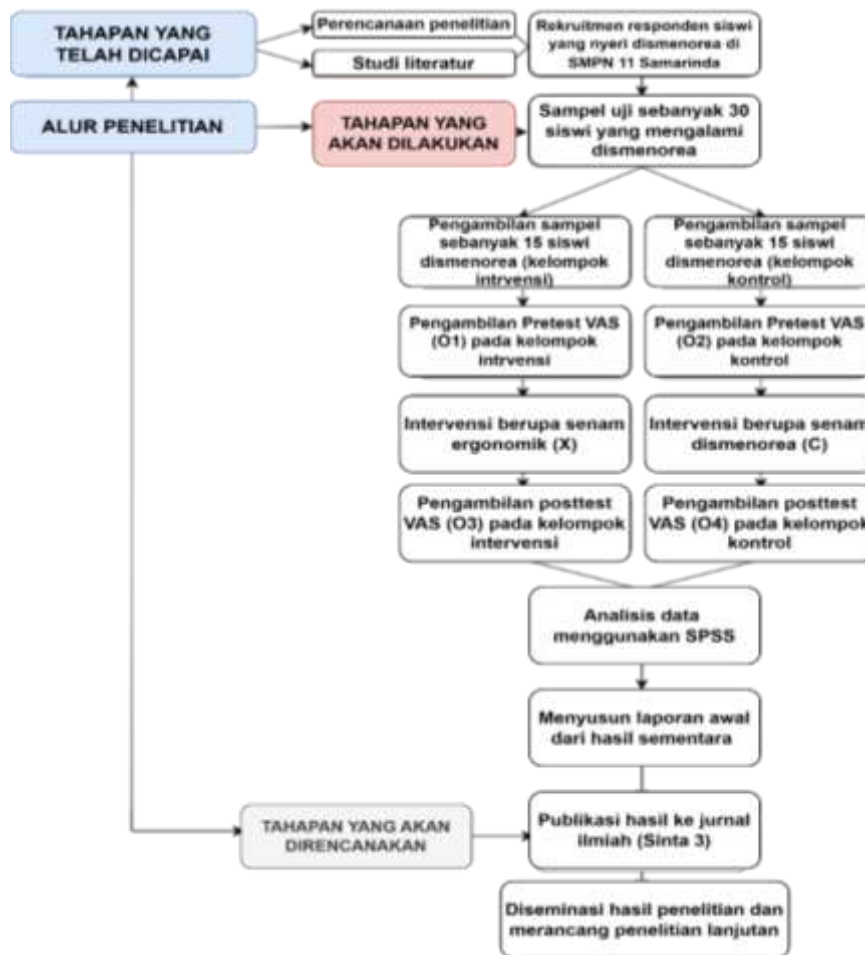 TAHAPAN YANG
TELAH DICAPAI
Perencanaan penelitian
Studi literatur
Rekruitmen responden siswi
yang nyeri dismenorea di
SMPN 11 Samarinda
ALUR PENELITIAN
TAHAPAN YANG
AKAN DILAKUKAN
Sampel uji sebanyak 30
siswi yang mengalami
dismenorea
Pengambilan sampel
sebanyak 15 siswi
dismenorea (kelompok
intrvensi)
Pengambilan sampel
sebanyak 15 siswi
dismenorea (kelompok
kontrol)
Pengambilan Pretest VAS
(O1) pada kelompok
intrvensi
Pengambilan Pretest VAS
(O2) pada kelompok
kontrol
Intervensi berupa senam
ergonomik (X)
Intervensi berupa senam
dismenorea (C)
Pengambilan posttest
VAS (O3) pada kelompok
intervensi
Pengambilan posttest
VAS (O4) pada kelompok
kontrol
Analisis data
menggunakan SPSS
Menyusun laporan awal
dari hasil sementara
TAHAPAN YANG AKAN
DIRENCANAKAN
Publikasi hasil ke jurnal
ilmiah (Sinta 3)
Diseminasi hasil penelitian dan
merancang penelitian lanjutan